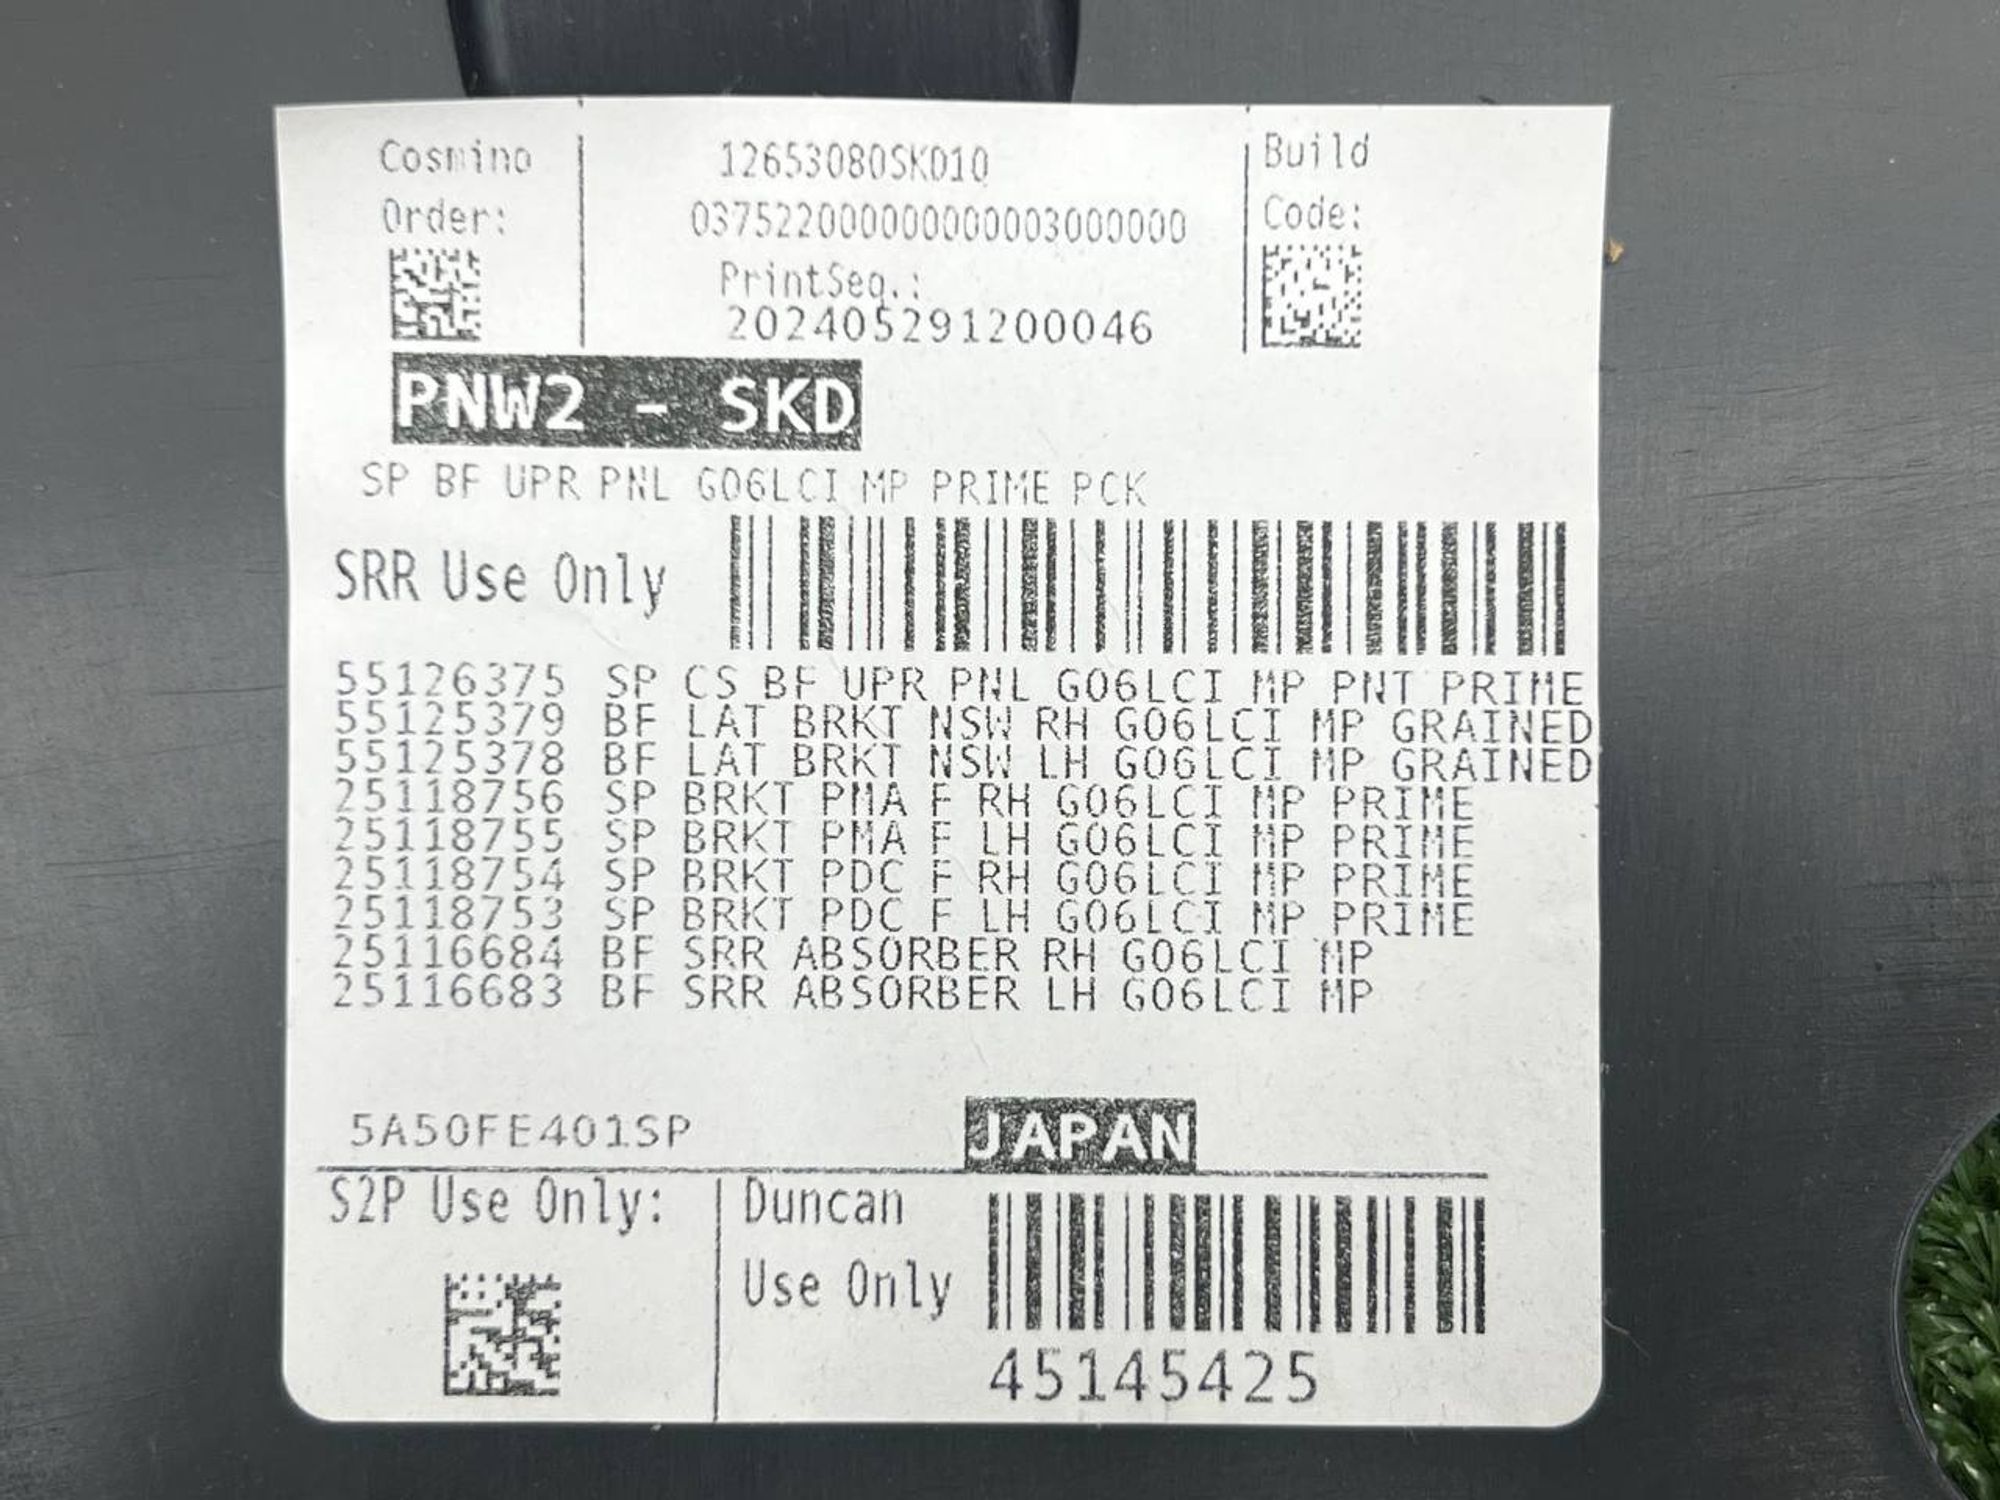 Cosmino
Order:
12653080SKD10
0375220000000000003000000
PrintSeq.:
202405291200046
Build
Code:
PNW2 - SKD
SP BF UPR PNL G06LCI MP PRIME PCK
SRR Use Only
55126375 SP CS BF UPR PNL G06LCI MP PNT PRIME
55125379 BF LAT BRKT NSW RH G06LCI MP GRAINED
55125378 BF LAT BRKT NSW LH G06LCI MP GRAINED
25118756 SP BRKT PMA F RH G06LCI MP PRIME
25118755 SP BRKT PMA F LH G06LCI MP PRIME
25118754 SP BRKT PDC F RH G06LCI MP PRIME
25118753 SP BRKT PDC F LH G06LCI MP PRIME
25116684 BF SRR ABSORBER RH G06LCI MP
25116683 BF SRR ABSORBER LH G06LCI MP
5A50FE401SP
JAPAN
S2P Use Only:
Duncan
Use Only
45145425